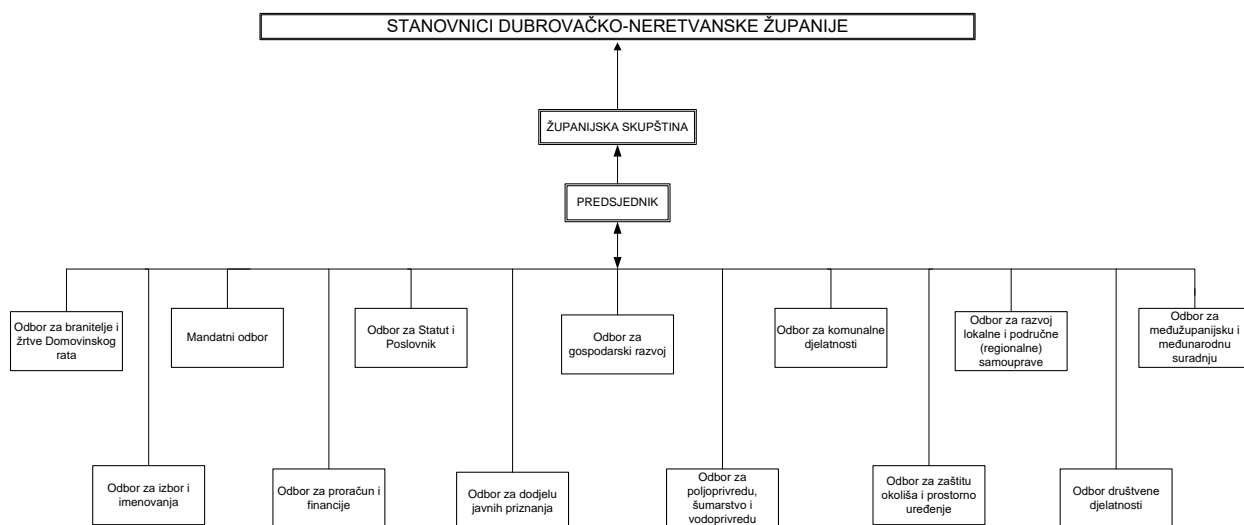 STANOVNICI DUBROVAČKO-NERETVANSKE ŽUPANIJE
ŽUPANIJSKA SKUPŠTINA
PREDSJEDNIK
Odbor za branitelje i
žrtve Domovinskog
rata
Mandatni odbor
Odbor za Statut i
Poslovnik
Odbor za
gospodarski razvoj
Odbor za komunalne
djelatnosti
Odbor za razvoj
lokalne i područne
(regionalne)
samouprave
Odbor za
međužupanijsku i
međunarodnu
suradnju
Odbor za izbor i
imenovanja
Odbor za proračun i
financije
Odbor za dodjelu
javnih priznanja
Odbor za
poljoprivredu,
šumarstvo i
vodoprivredu
Odbor za zaštitu
okoliša i prostorno
uređenje
Odbor društvene
djelatnosti